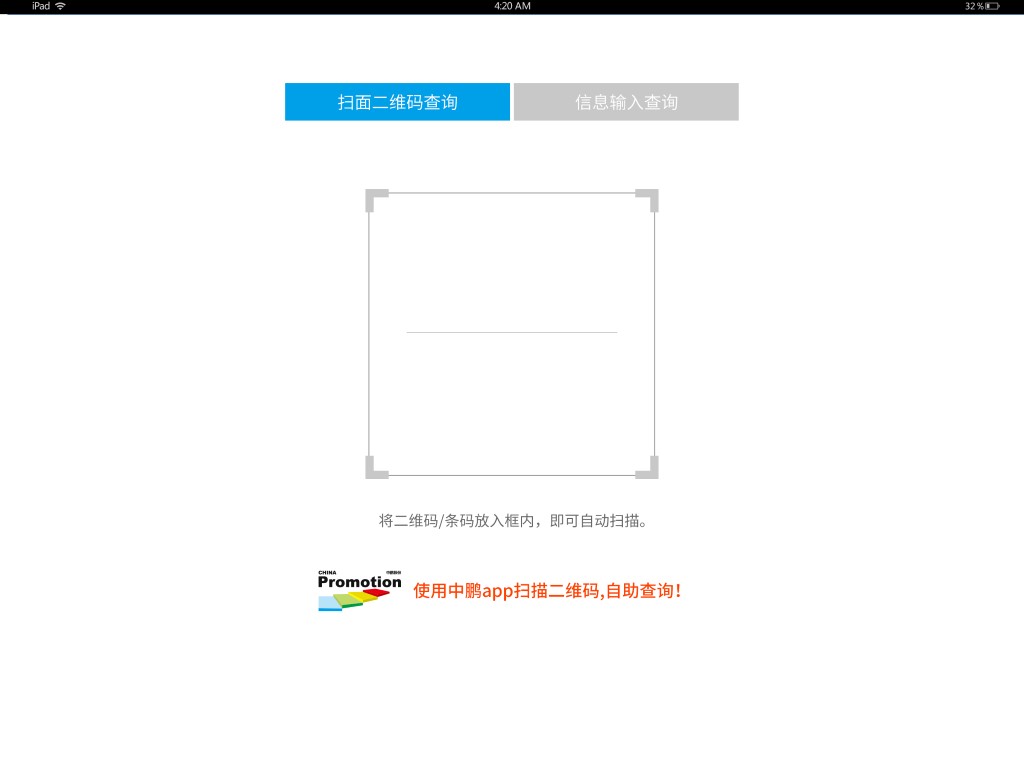 iPad 4:20 AM 32%
扫面二维码查询 信息输入查询
将二维码/条码放入框内，即可自动扫描。
CHINA 中鹏股份
Promotion
使用中鹏app扫描二维码,自助查询!